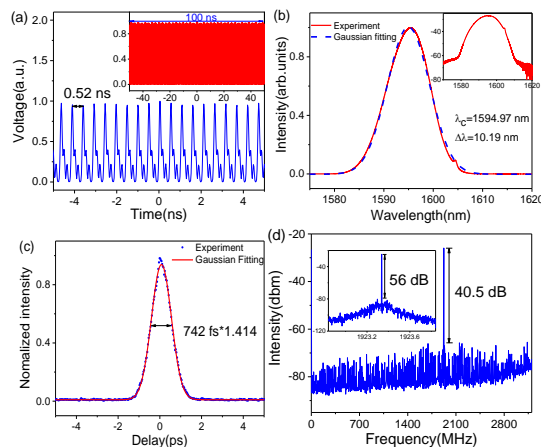 (a)
100 ns
1.0
0.5
0.0
-50 -25 0 25 50
0.52 ns
Voltage(a.u.)
2.0
1.5
1.0
0.5
0.0
-4 -2 0 2 4
Time(ns)
(b)
Experiment
Gaussian fitting
-40
-60
-80
1580 1600 1620
λc=1594.97 nm
Δλ=10.19 nm
Intensity(arb.units)
1.0
0.8
0.6
0.4
0.2
0.0
1580 1590 1600 1610 1620
Wavelength(nm)
(c)
Experiment
Gaussian Fitting
742 fs*1.414
Normalized intensity
0.8
0.4
0.0
-4 -2 0 2 4
Delay(ps)
(d)
-40
-80
-120
1923.2 1923.6
56 dB
40.5 dB
Intensity(dbm)
-20
-40
-60
-80
0 700 1400 2100 2800
Frequency(MHz)